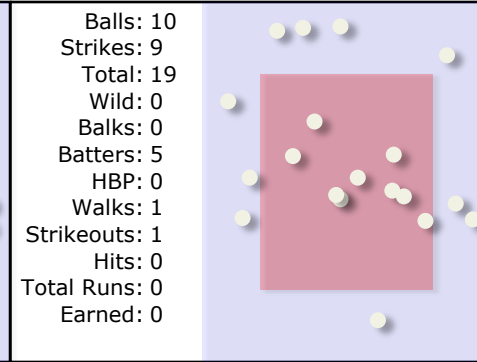 Balls: 10
Strikes: 9
Total: 19
Wild: 0
Balks: 0
Batters: 5
HBP: 0
Walks: 1
Strikeouts: 1
Hits: 0
Total Runs: 0
Earned: 0